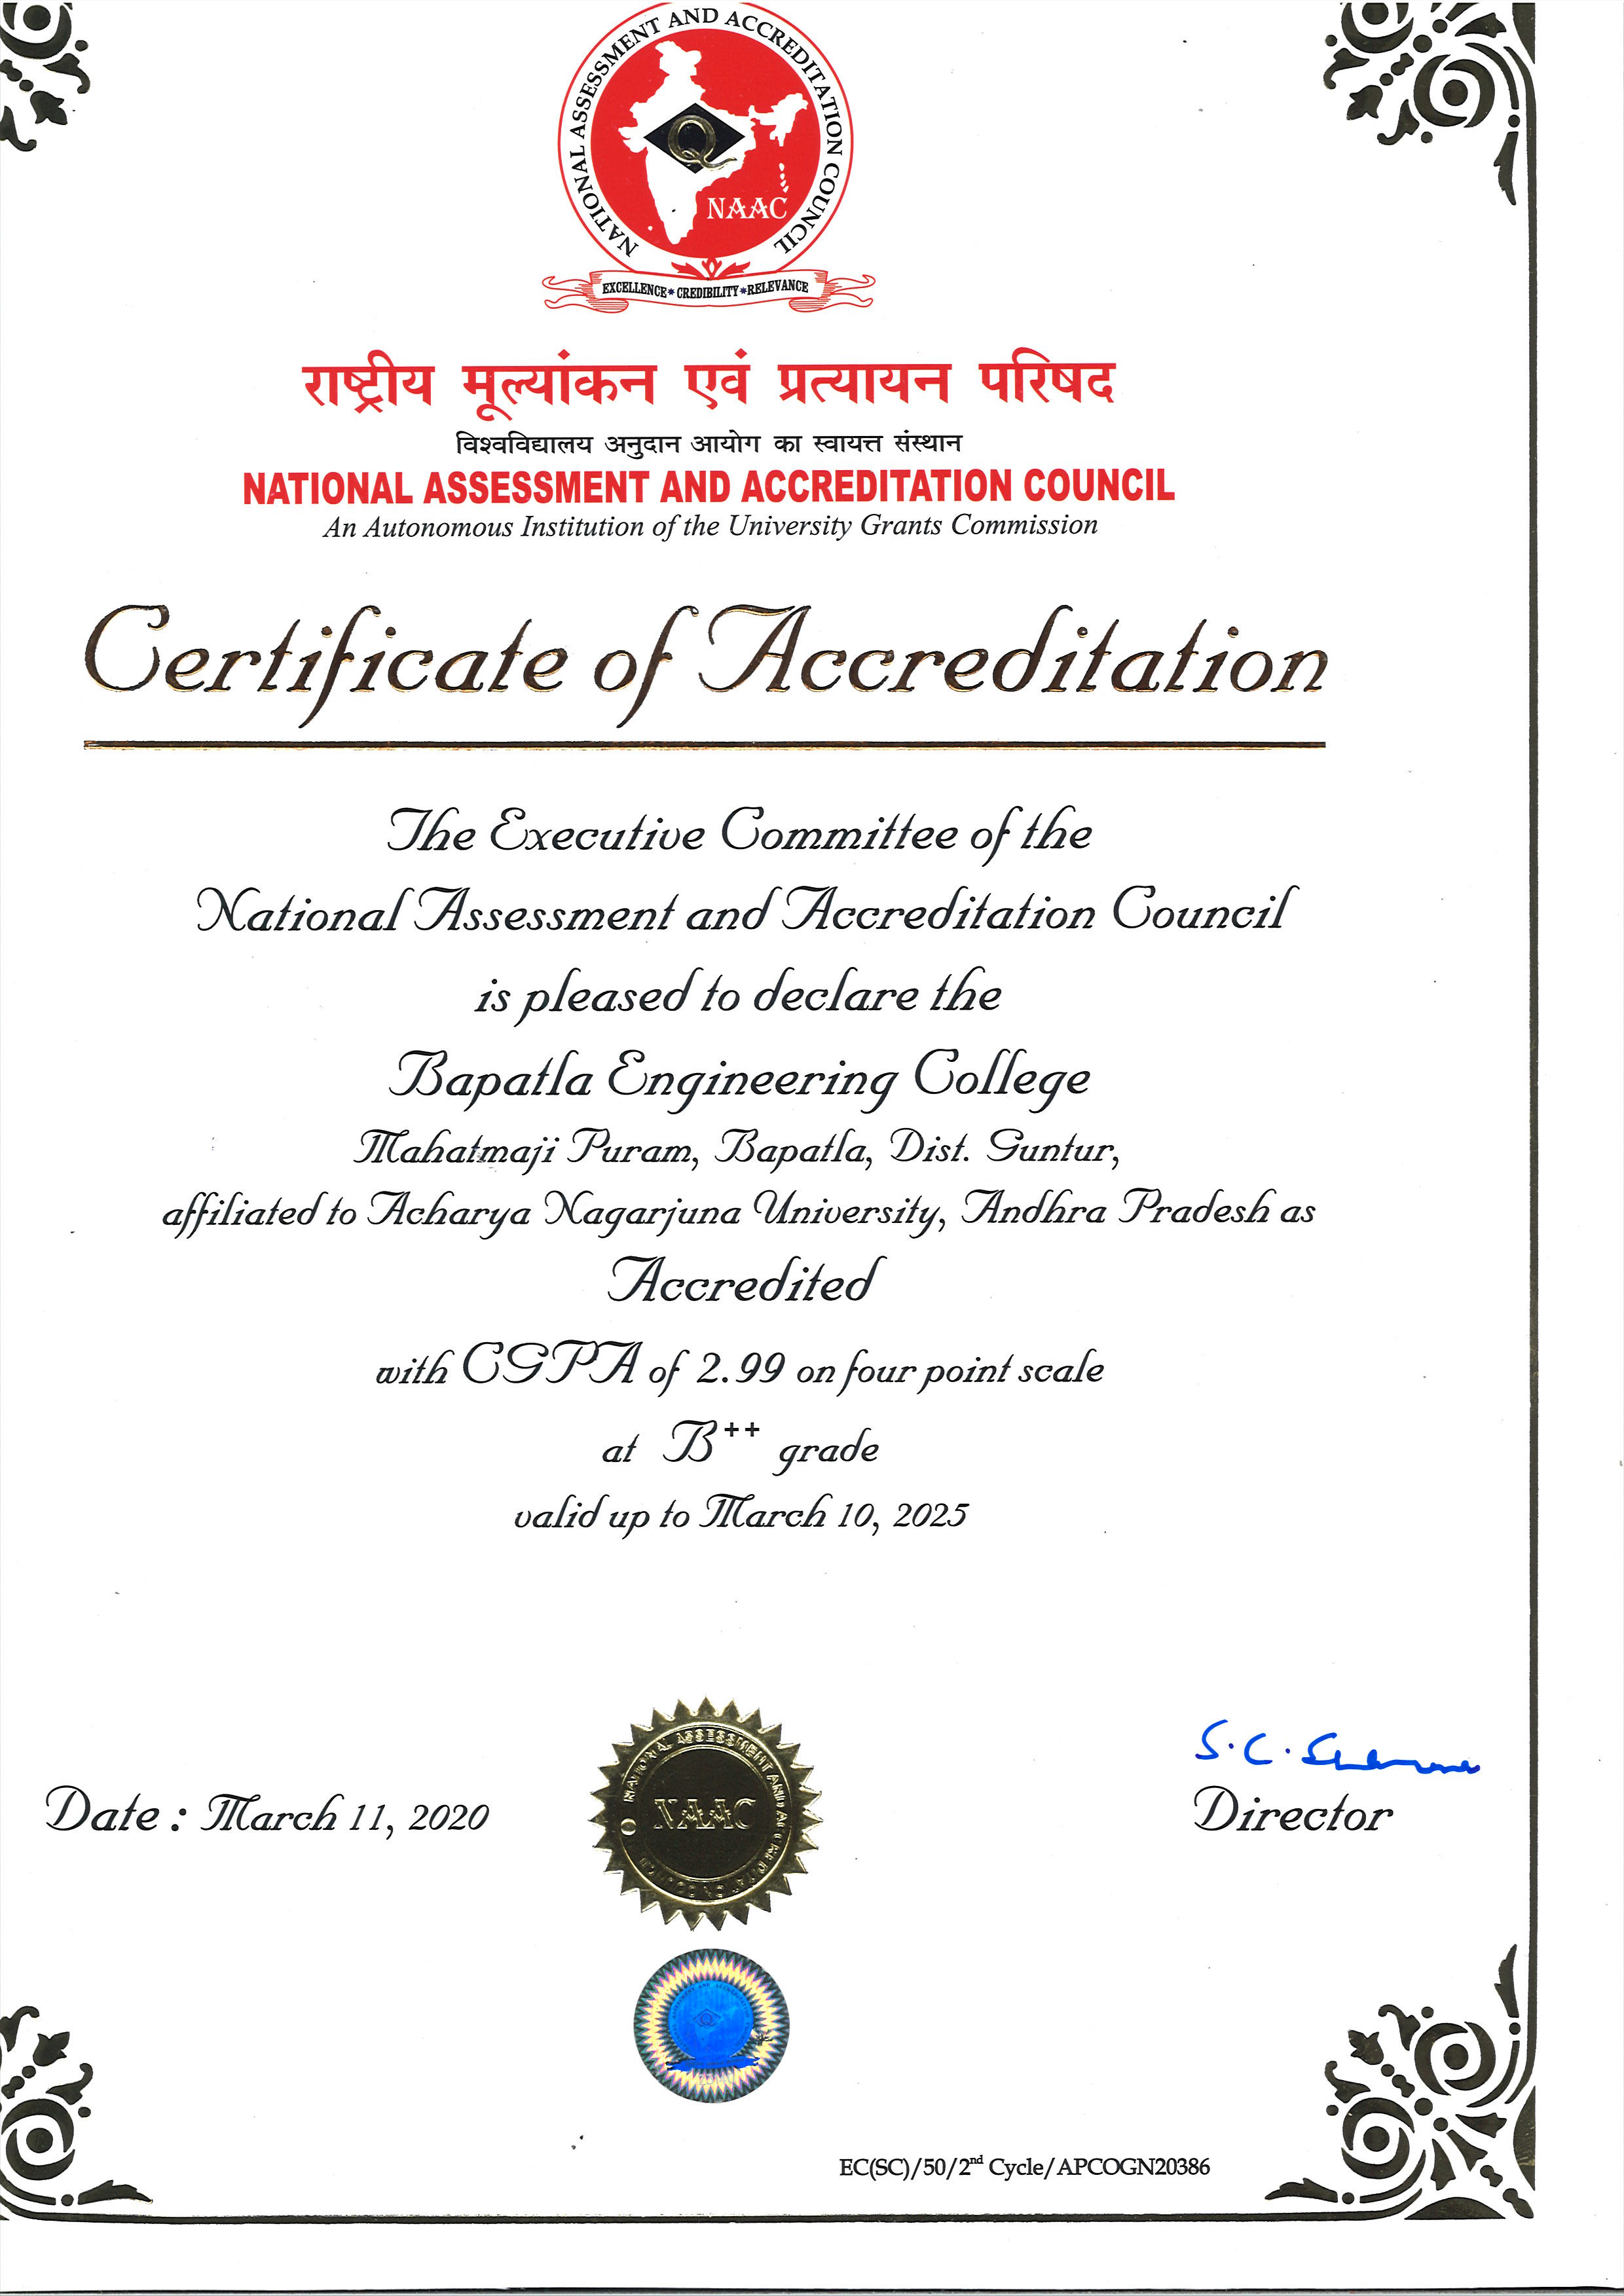 NATIONAL ASSESSMENT AND ACCREDITATION COUNCIL
Q
NAAC
EXCELLENCE * CREDIBILITY * RELEVANCE
राष्ट्रीय मूल्यांकन एवं प्रत्यायन परिषद
विश्वविद्यालय अनुदान आयोग का स्वायत्त संस्थान
NATIONAL ASSESSMENT AND ACCREDITATION COUNCIL
An Autonomous Institution of the University Grants Commission
Certificate of Accreditation
The Executive Committee of the
National Assessment and Accreditation Council
is pleased to declare the
Bapatla Engineering College
Mahatmaji Puram, Bapatla, Dist. Guntur,
affiliated to Acharya Nagarjuna University, Andhra Pradesh as
Accredited
with CGPA of 2.99 on four point scale
at B++ grade
valid up to March 10, 2025
S.C. Sharma
Date : March 11, 2020
Director
NATIONAL ASSESSMENT AND ACCREDITATION COUNCIL
NAAC
EC(SC)/50/2nd Cycle/APCOGN20386